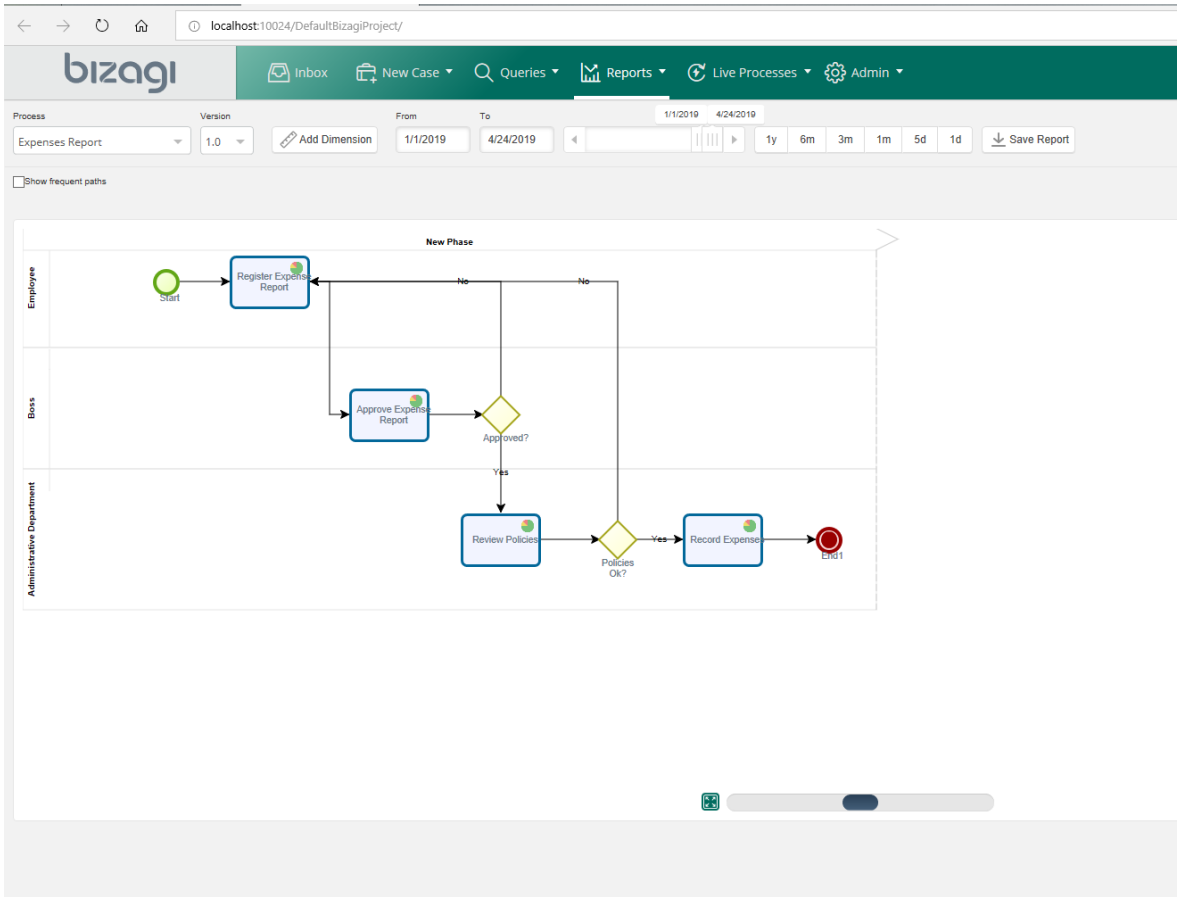 localhost:10024/DefaultBizagiProject/
bizagi
Inbox
New Case
Queries
Reports
Live Processes
Admin
Process
Version
From
To
1/1/2019
4/24/2019
Expenses Report
1.0
Add Dimension
1/1/2019
4/24/2019
1y
6m
3m
1m
5d
1d
Save Report
Show frequent paths
New Phase
Employee
Start
Register Expense
Report
No
No
Boss
Approve Expense
Report
Approved?
Yes
Administrative Department
Review Policies
Policies
Ok?
Yes
Record Expenses
End1